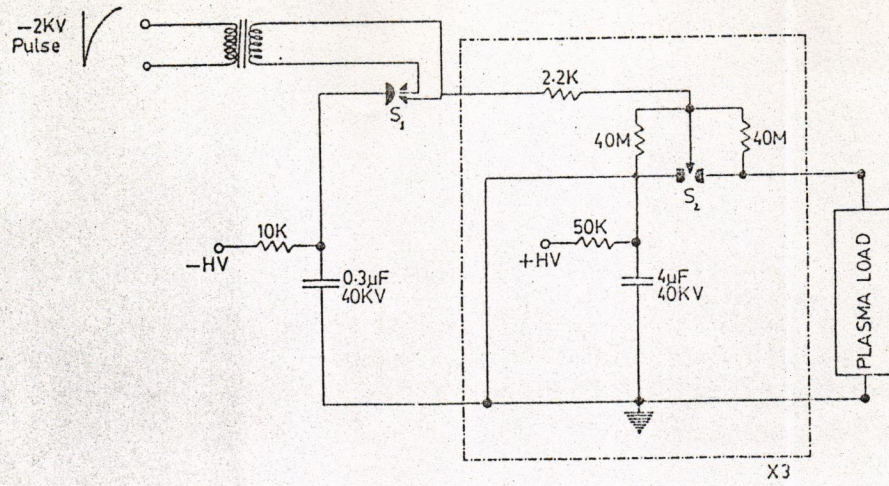 -2KV
Pulse
S1
2.2K
40M
40M
S2
10K
-HV
0.3µF
40KV
50K
+HV
4µF
40KV
PLASMA LOAD
X3